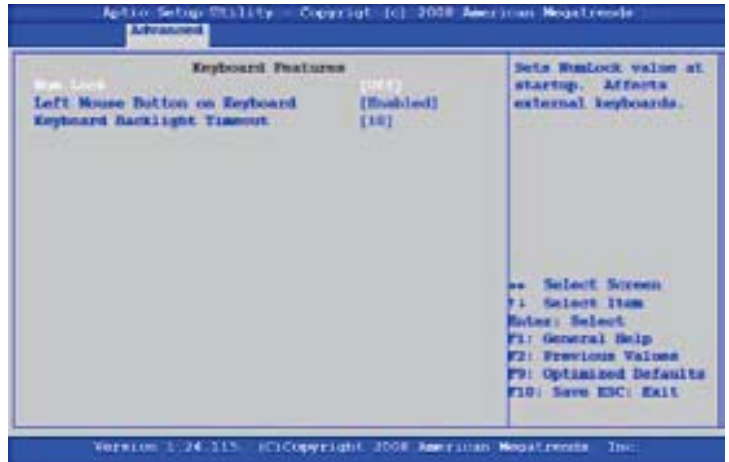 Aptio Setup Utility - Copyright (c) 2008 American Megatrends
Advanced
Keyboard Features
Num Lock [OFF]
Left Mouse Button on Keyboard [Enabled]
Keyboard Backlight Timeout [10]
Sets NumLock value at
startup. Affects
external keyboards.
Select Screen
↑↓ Select Item
Enter: Select
F1: General Help
F2: Previous Values
F9: Optimized Defaults
F10: Save ESC: Exit
Version 1.24.115. (C)Copyright 2008 American Megatrends Inc.